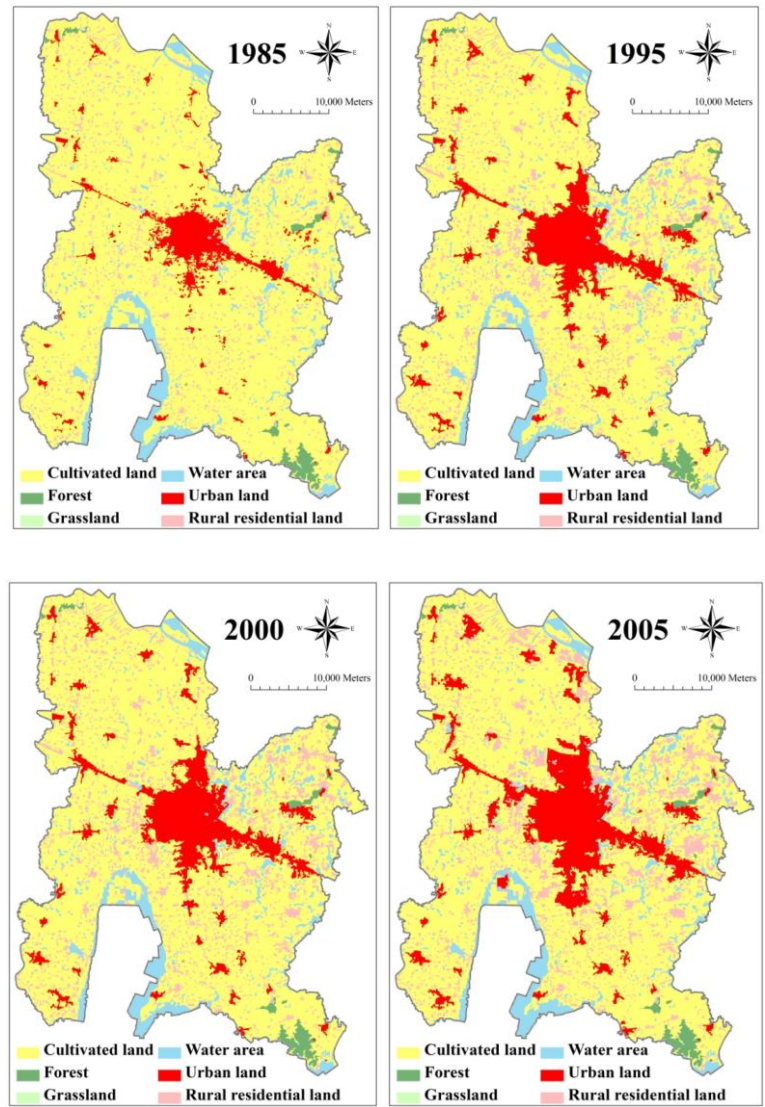 1985
N
W E
S
0 10,000 Meters
Cultivated land Water area
Forest Urban land
Grassland Rural residential land
1995
N
W E
S
0 10,000 Meters
Cultivated land Water area
Forest Urban land
Grassland Rural residential land
2000
N
W E
S
0 10,000 Meters
Cultivated land Water area
Forest Urban land
Grassland Rural residential land
2005
N
W E
S
0 10,000 Meters
Cultivated land Water area
Forest Urban land
Grassland Rural residential land